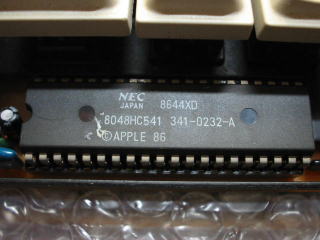 NEC
JAPAN 8644XD
8048HC541 341-0232-A
©APPLE 86